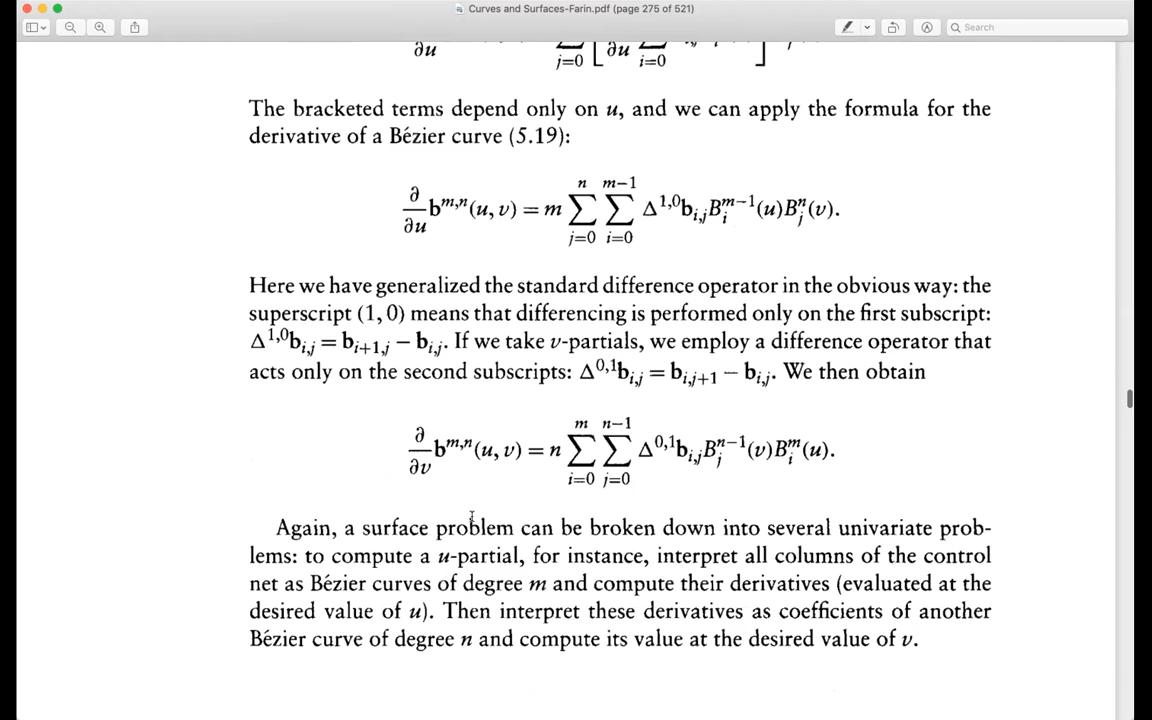 Curves and Surfaces-Farin.pdf (page 275 of 521)
Search
∂u j=0 [∂u i=0 ]
The bracketed terms depend only on u, and we can apply the formula for the
derivative of a Bézier curve (5.19):
∂/∂u b^{m,n}(u, v) = m ∑_{j=0}^{n} ∑_{i=0}^{m−1} Δ^{1,0}b_{i,j}B_i^{m−1}(u)B_j^n(v).
Here we have generalized the standard difference operator in the obvious way: the
superscript (1, 0) means that differencing is performed only on the first subscript:
Δ^{1,0}b_{i,j} = b_{i+1,j} − b_{i,j}. If we take v-partials, we employ a difference operator that
acts only on the second subscripts: Δ^{0,1}b_{i,j} = b_{i,j+1} − b_{i,j}. We then obtain
∂/∂v b^{m,n}(u, v) = n ∑_{i=0}^{m} ∑_{j=0}^{n−1} Δ^{0,1}b_{i,j}B_j^{n−1}(v)B_i^m(u).
Again, a surface problem can be broken down into several univariate prob-
lems: to compute a u-partial, for instance, interpret all columns of the control
net as Bézier curves of degree m and compute their derivatives (evaluated at the
desired value of u). Then interpret these derivatives as coefficients of another
Bézier curve of degree n and compute its value at the desired value of v.